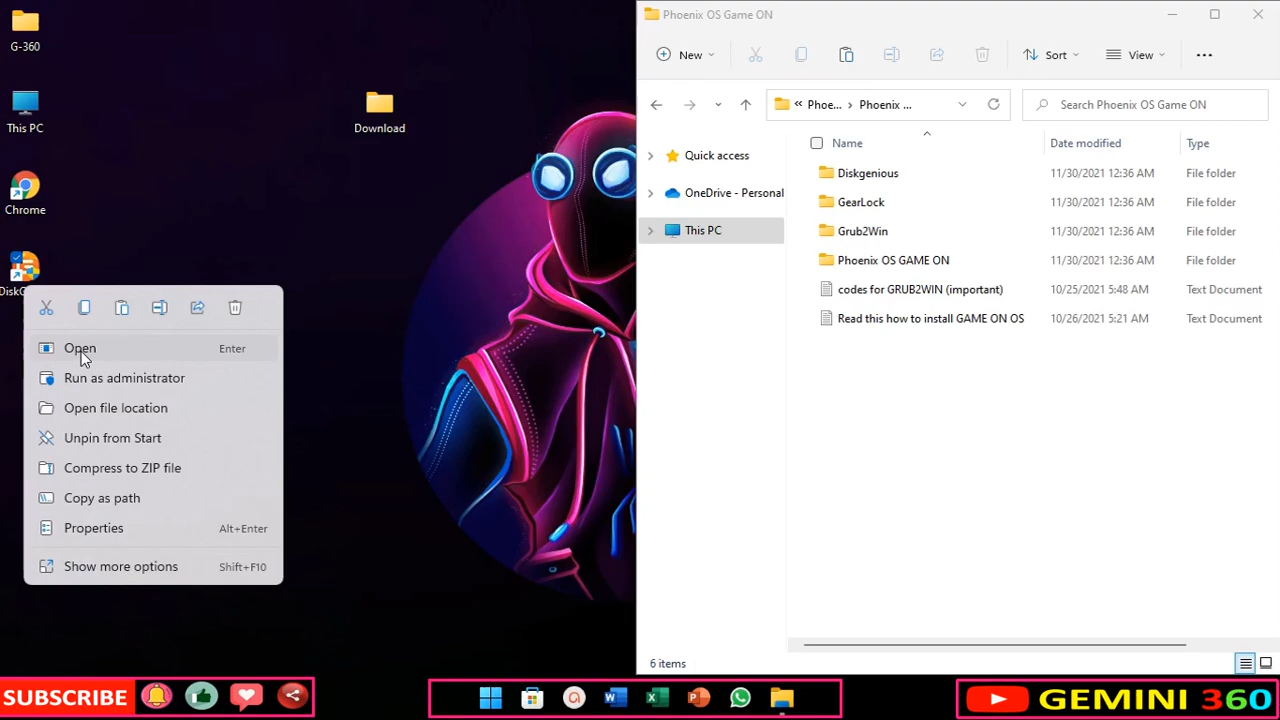 G-360
This PC
Chrome
DiskG
Download
Open Enter
Run as administrator
Open file location
Unpin from Start
Compress to ZIP file
Copy as path
Properties Alt+Enter
Show more options Shift+F10
Phoenix OS Game ON
New Sort View
« Phoe... > Phoenix ... Search Phoenix OS Game ON
Quick access
OneDrive - Personal
This PC
Name Date modified Type
Diskgenious 11/30/2021 12:36 AM File folder
GearLock 11/30/2021 12:36 AM File folder
Grub2Win 11/30/2021 12:36 AM File folder
Phoenix OS GAME ON 11/30/2021 12:36 AM File folder
codes for GRUB2WIN (important) 10/25/2021 5:48 AM Text Document
Read this how to install GAME ON OS 10/26/2021 5:21 AM Text Document
6 items
SUBSCRIBE
GEMINI 360